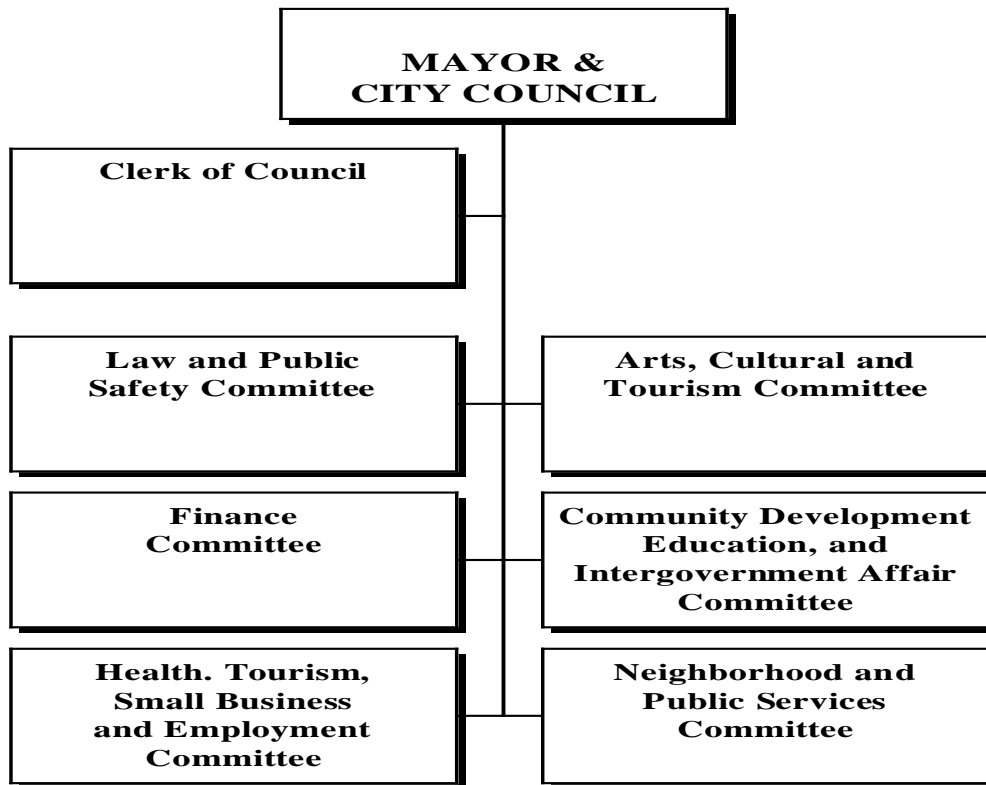 MAYOR &
CITY COUNCIL
Clerk of Council
Law and Public
Safety Committee
Arts, Cultural and
Tourism Committee
Finance
Committee
Community Development
Education, and
Intergovernment Affair
Committee
Health. Tourism,
Small Business
and Employment
Committee
Neighborhood and
Public Services
Committee